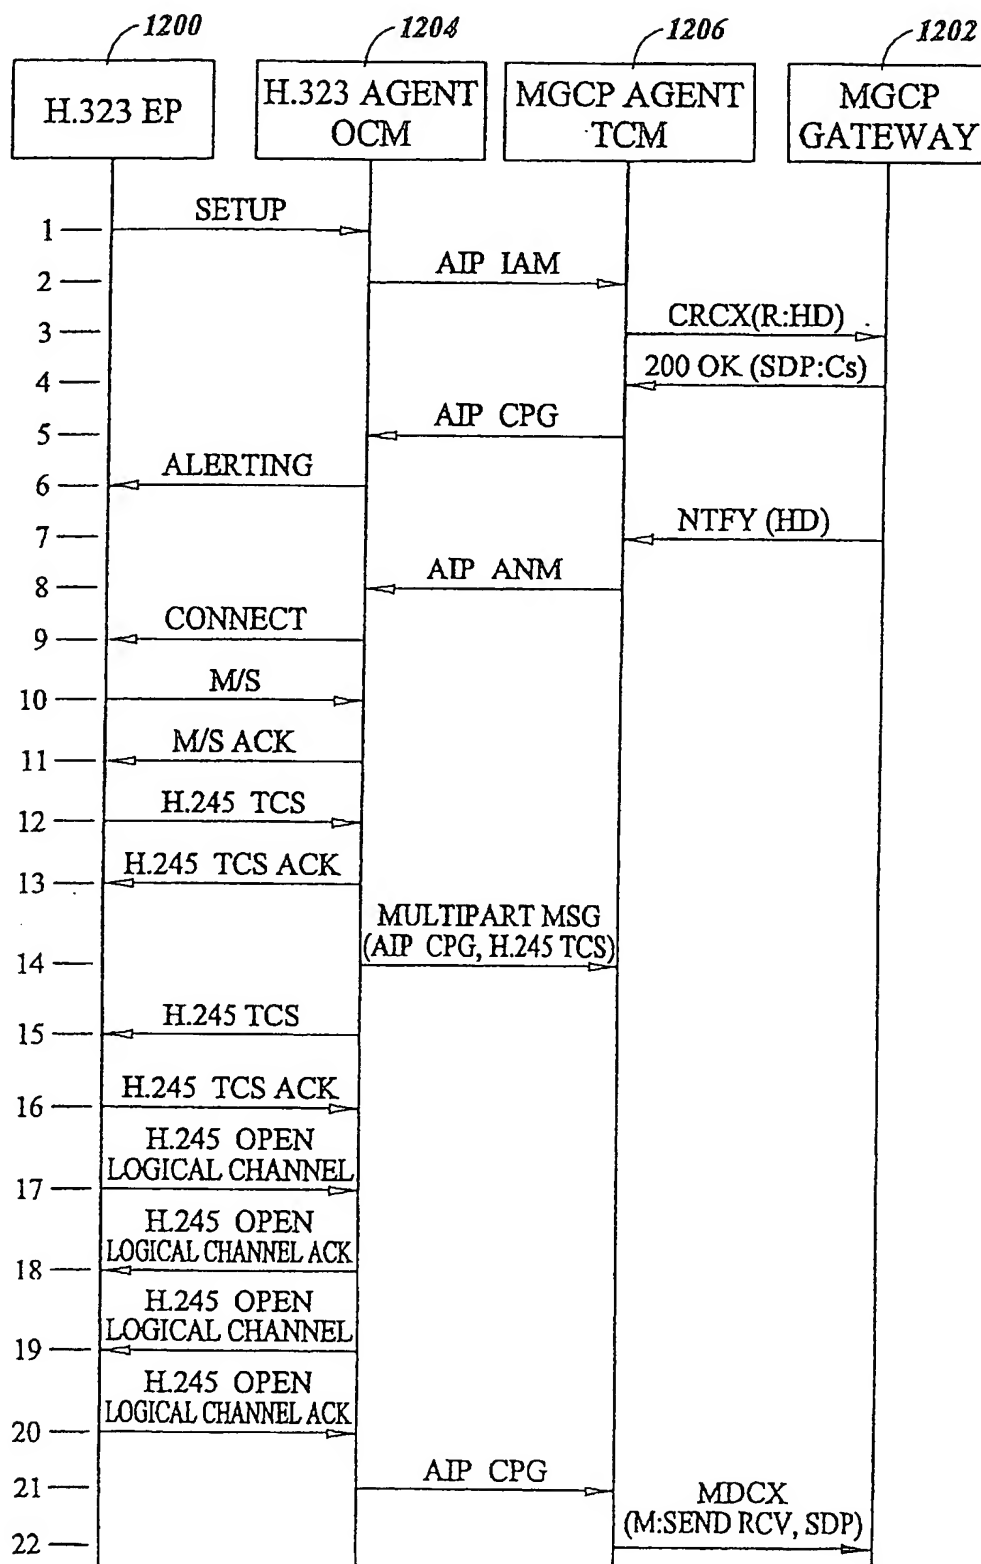 1200
1204
1206
1202
H.323 EP
H.323 AGENT
OCM
MGCP AGENT
TCM
MGCP
GATEWAY
1
SETUP
2
AIP IAM
3
CRCX(R:HD)
4
200 OK (SDP:Cs)
5
AIP CPG
6
ALERTING
7
NTFY (HD)
8
AIP ANM
9
CONNECT
10
M/S
11
M/S ACK
12
H.245 TCS
13
H.245 TCS ACK
14
MULTIPART MSG
(AIP CPG, H.245 TCS)
15
H.245 TCS
16
H.245 TCS ACK
17
H.245 OPEN
LOGICAL CHANNEL
18
H.245 OPEN
LOGICAL CHANNEL ACK
19
H.245 OPEN
LOGICAL CHANNEL
20
H.245 OPEN
LOGICAL CHANNEL ACK
21
AIP CPG
22
MDCX
(M:SEND RCV, SDP)